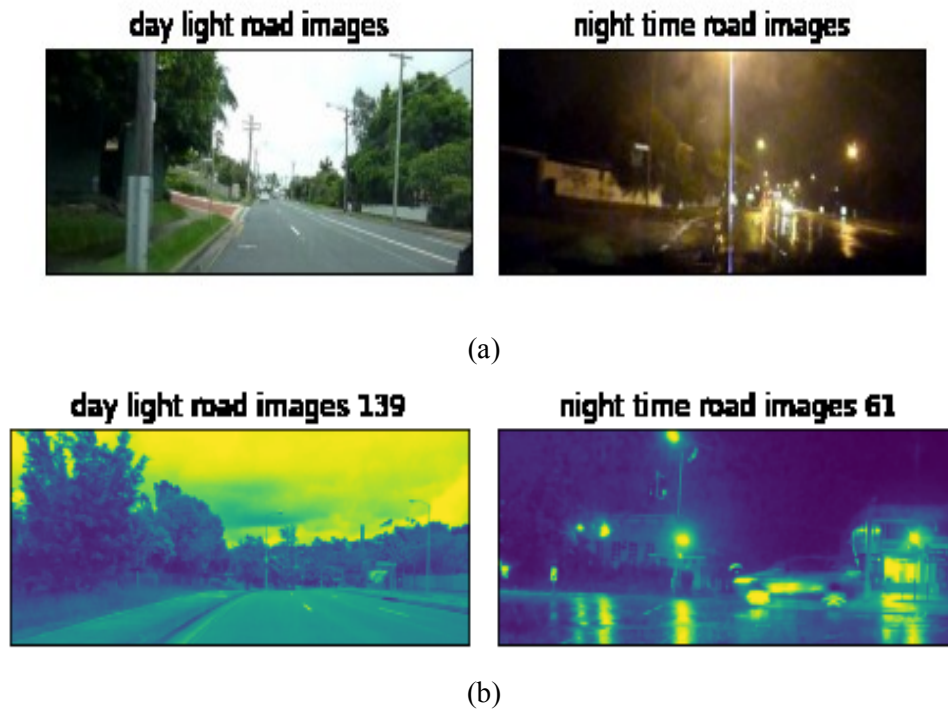 day light road images
night time road images
(a)
day light road images 139
night time road images 61
(b)